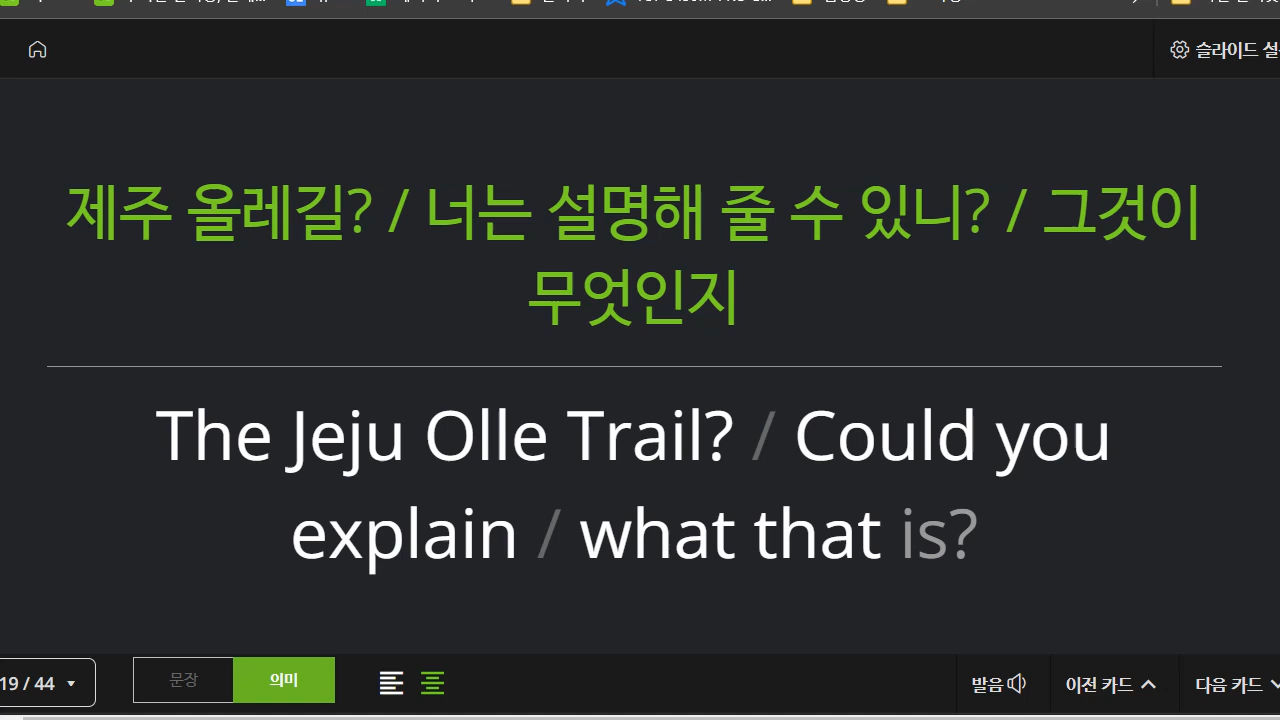 슬라이드
제주 올레길? / 너는 설명해 줄 수 있니? / 그것이
무엇인지
The Jeju Olle Trail? / Could you
explain / what that is?
19 / 44
문장
의미
발음
이전 카드
다음 카드